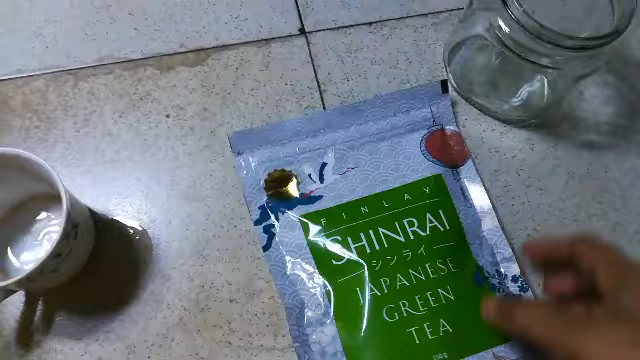 FINLAY
SHINRAI
シンライ
JAPANESE
GREEN
TEA